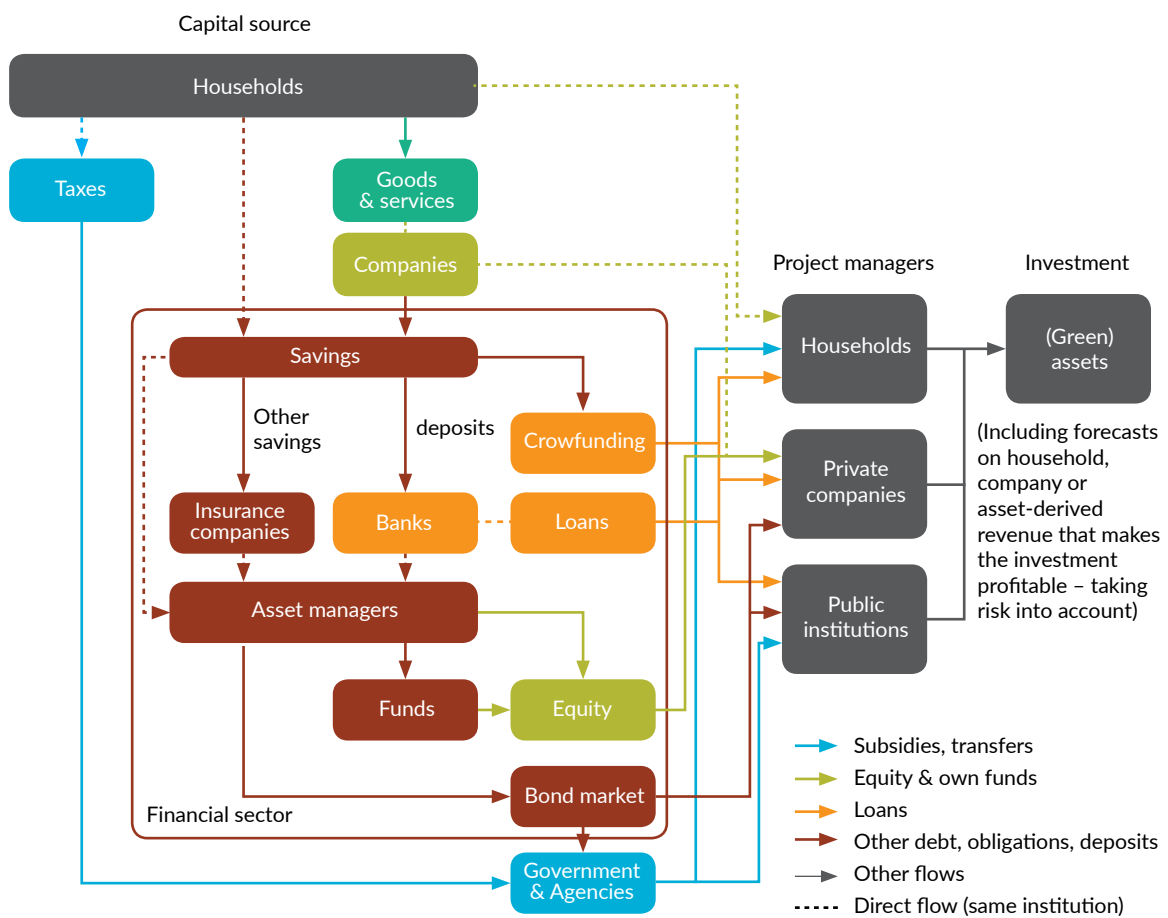 Capital source
Households
Taxes
Goods
& services
Companies
Project managers
Investment
Savings
Households
(Green)
assets
Other
savings
deposits
Crowfunding
(Including forecasts
on household,
company or
asset-derived
revenue that makes
the investment
profitable – taking
risk into account)
Private
companies
Insurance
companies
Banks
Loans
Asset managers
Public
institutions
Funds
Equity
Bond market
Financial sector
Government
& Agencies
Subsidies, transfers
Equity & own funds
Loans
Other debt, obligations, deposits
Other flows
Direct flow (same institution)